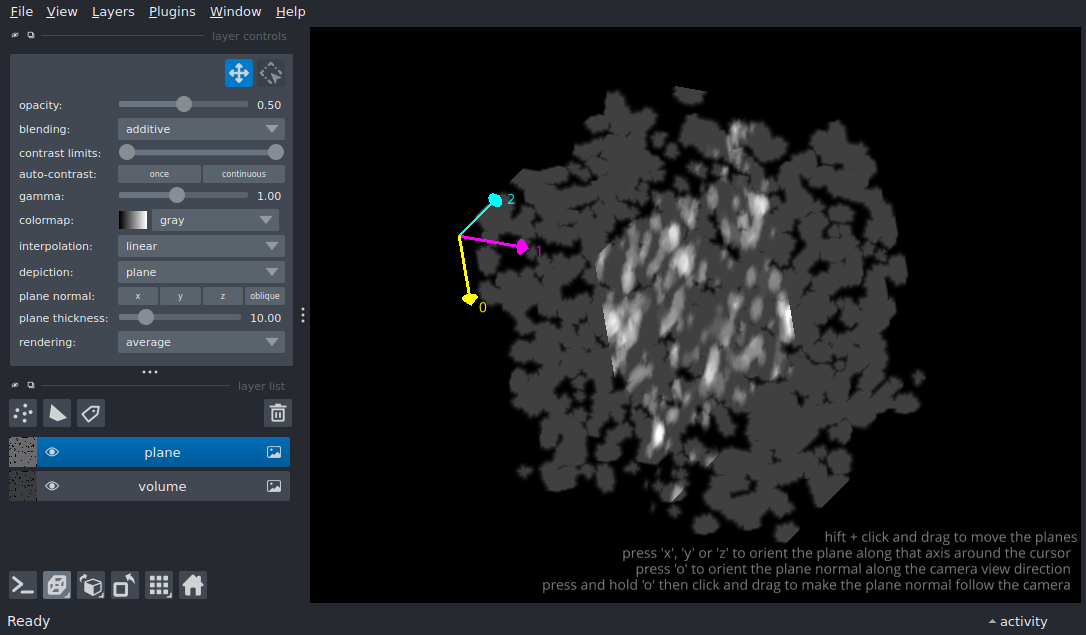 File View Layers Plugins Window Help
layer controls
opacity: 0.50
blending: additive
contrast limits:
auto-contrast: once continuous
gamma: 1.00
colormap: gray
interpolation: linear
depiction: plane
plane normal: x y z oblique
plane thickness: 10.00
rendering: average
layer list
plane
volume
2
1
0
hift + click and drag to move the planes
press 'x', 'y' or 'z' to orient the plane along that axis around the cursor
press 'o' to orient the plane normal along the camera view direction
press and hold 'o' then click and drag to make the plane normal follow the camera
Ready activity